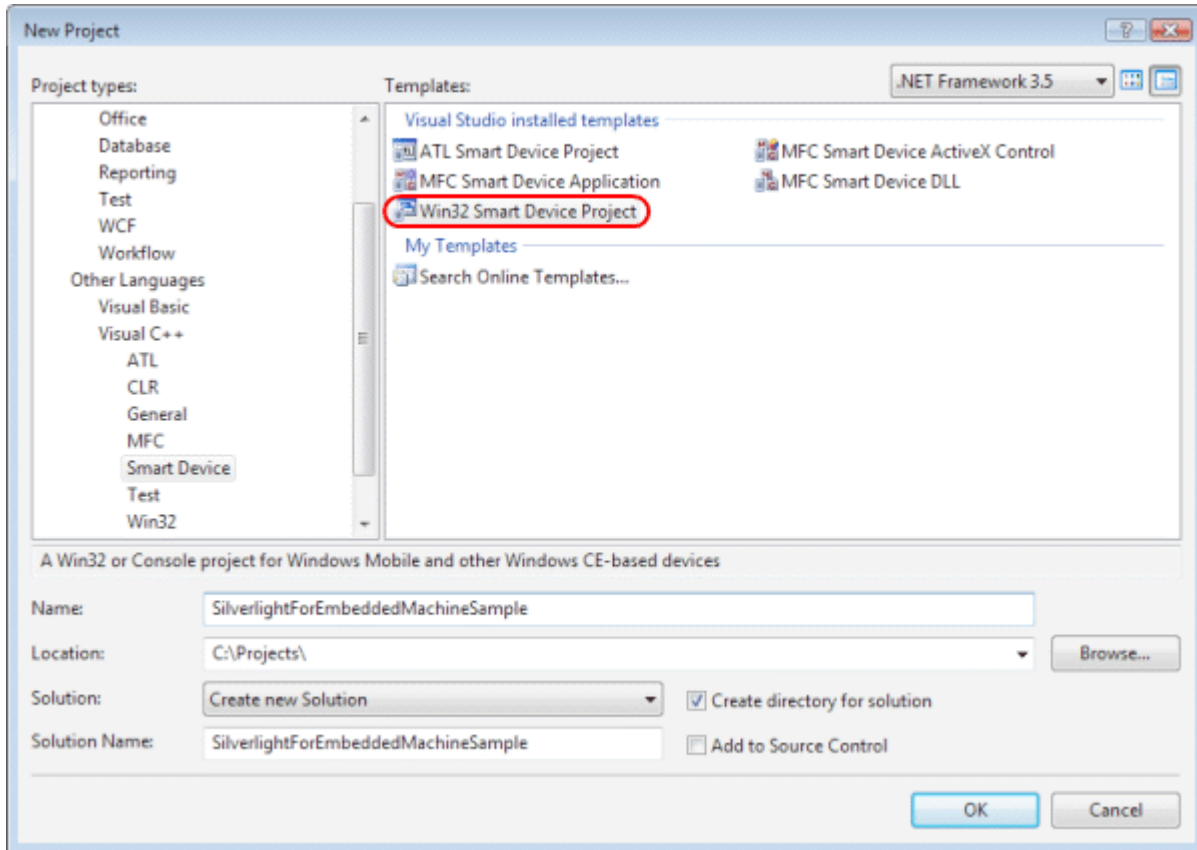 New Project
Project types:
Templates:
.NET Framework 3.5
Office
Database
Reporting
Test
WCF
Workflow
Other Languages
Visual Basic
Visual C++
ATL
CLR
General
MFC
Smart Device
Test
Win32
Visual Studio installed templates
ATL Smart Device Project
MFC Smart Device ActiveX Control
MFC Smart Device Application
MFC Smart Device DLL
Win32 Smart Device Project
My Templates
Search Online Templates...
A Win32 or Console project for Windows Mobile and other Windows CE-based devices
Name:
SilverlightForEmbeddedMachineSample
Location:
C:\Projects\
Browse...
Solution:
Create new Solution
Create directory for solution
Solution Name:
SilverlightForEmbeddedMachineSample
Add to Source Control
OK
Cancel